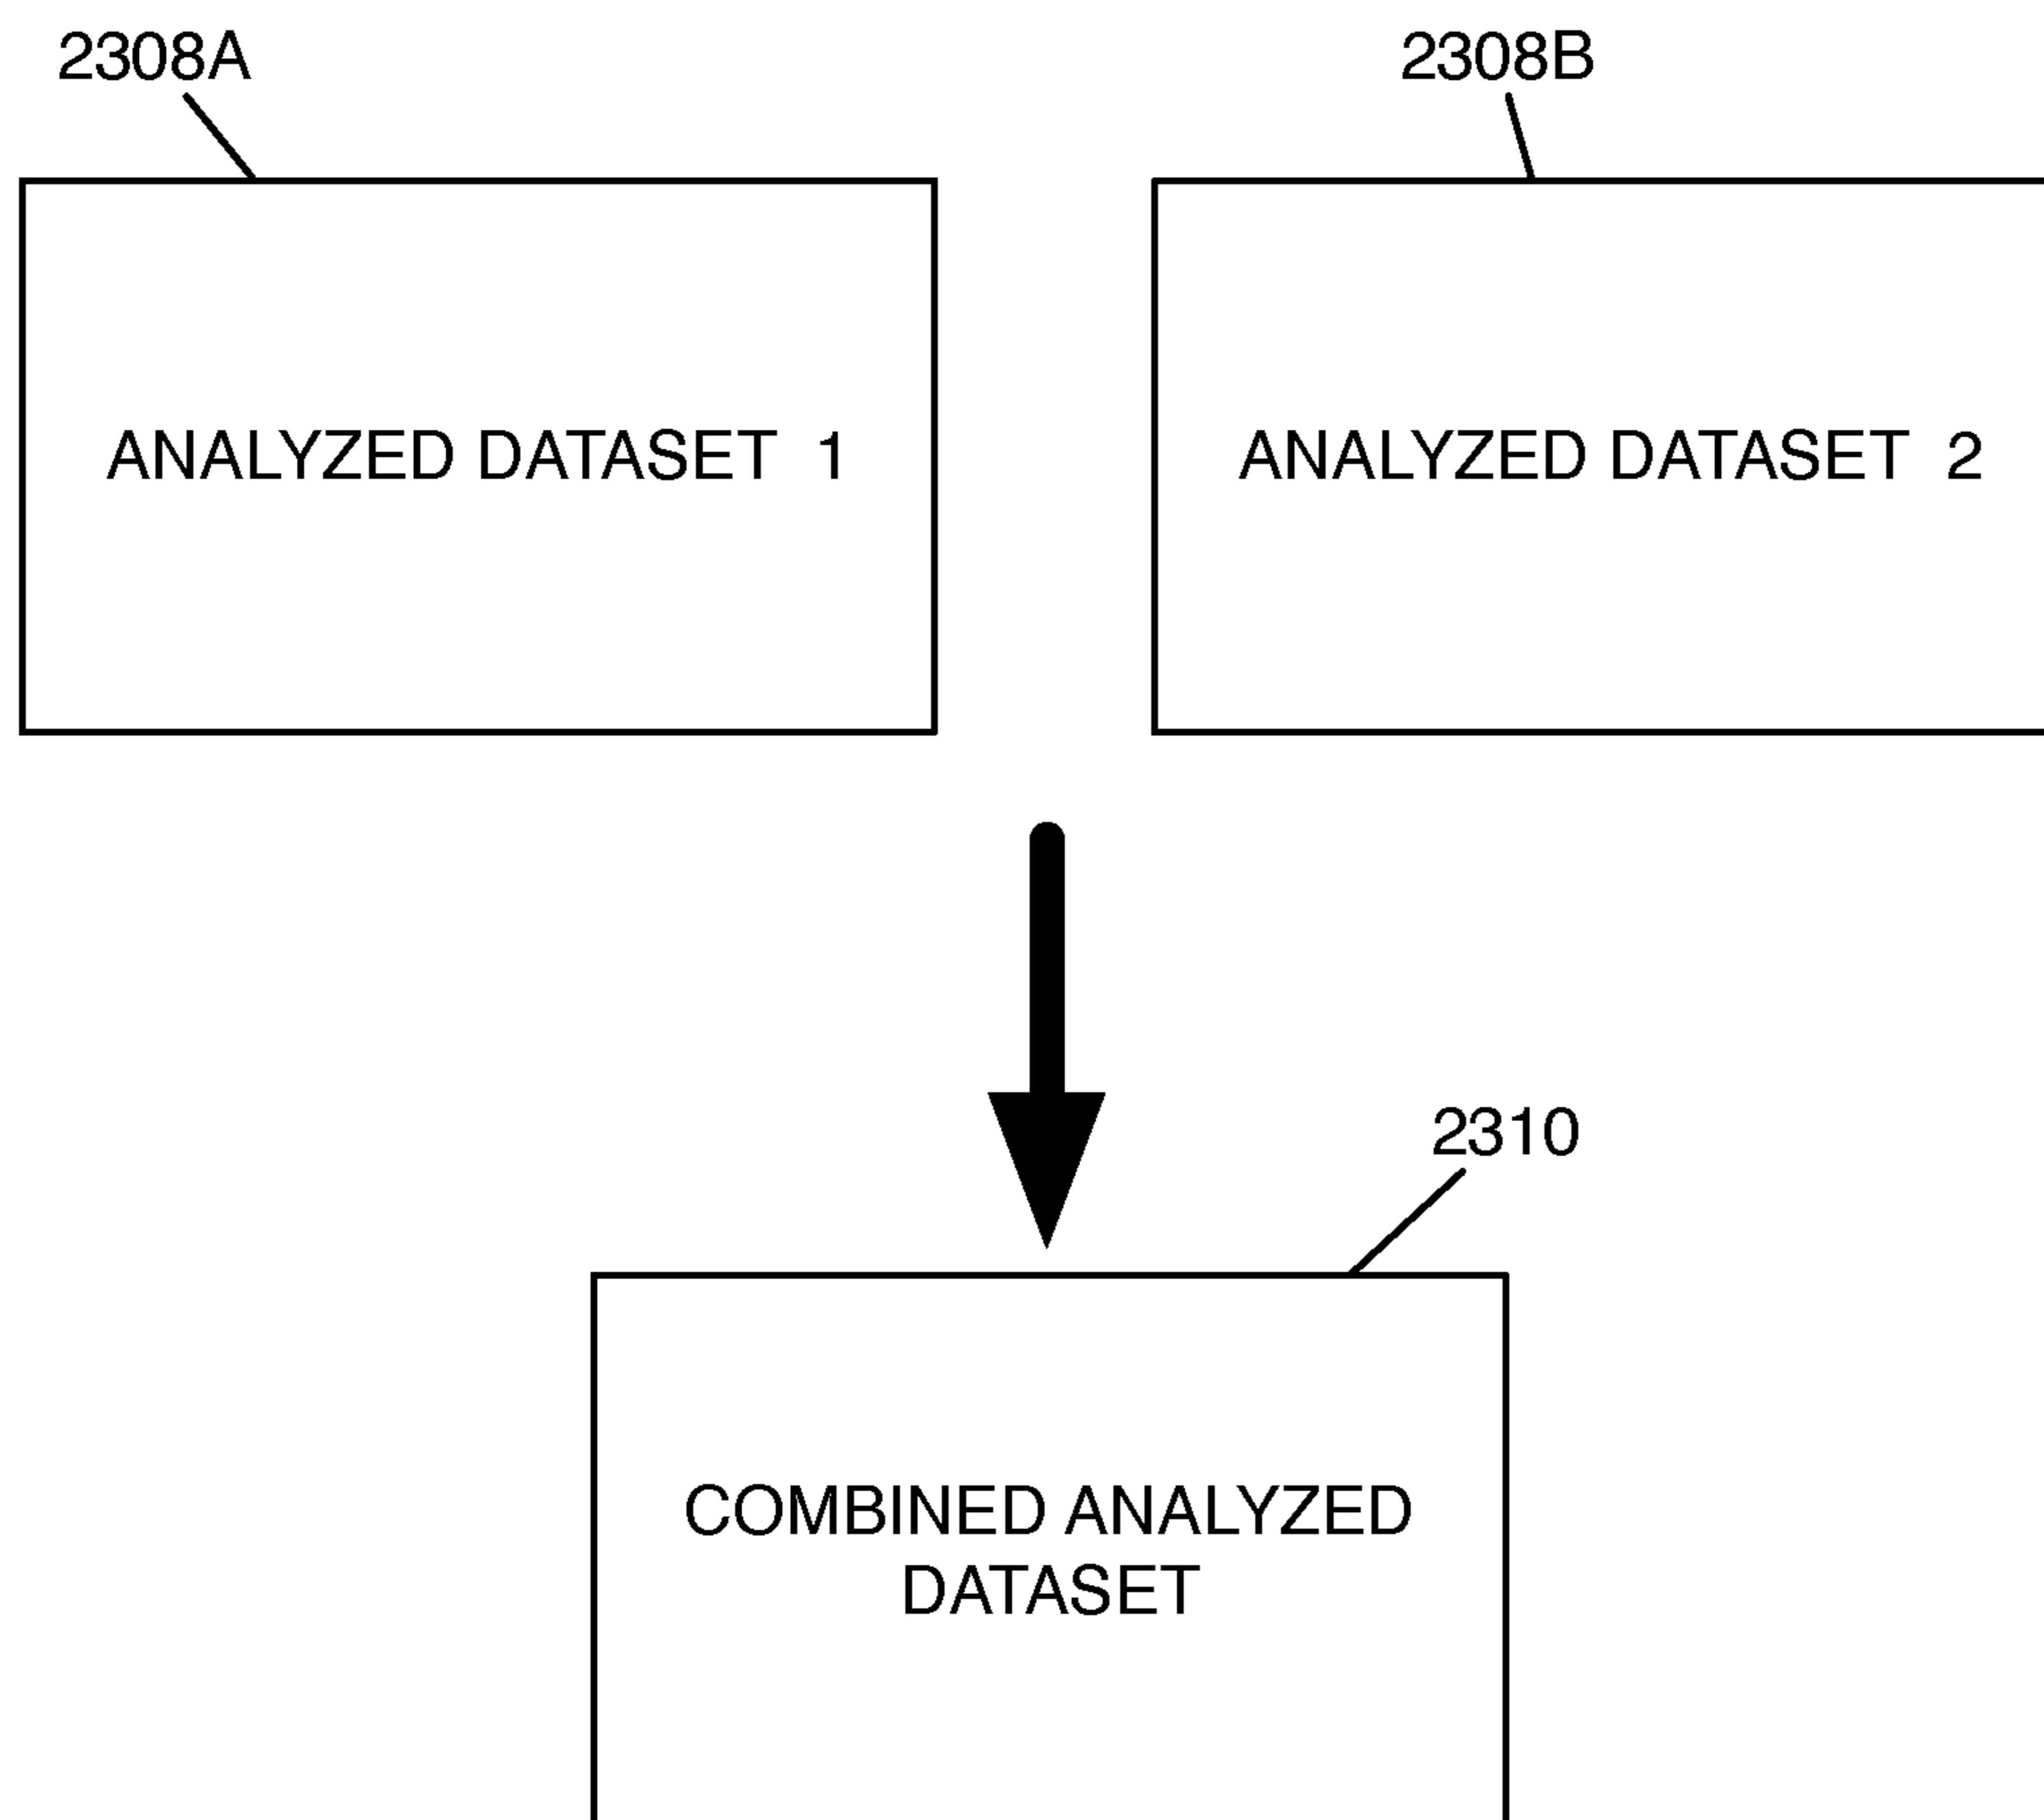 2308A
2308B
ANALYZED DATASET 1
ANALYZED DATASET 2
2310
COMBINED ANALYZED
DATASET